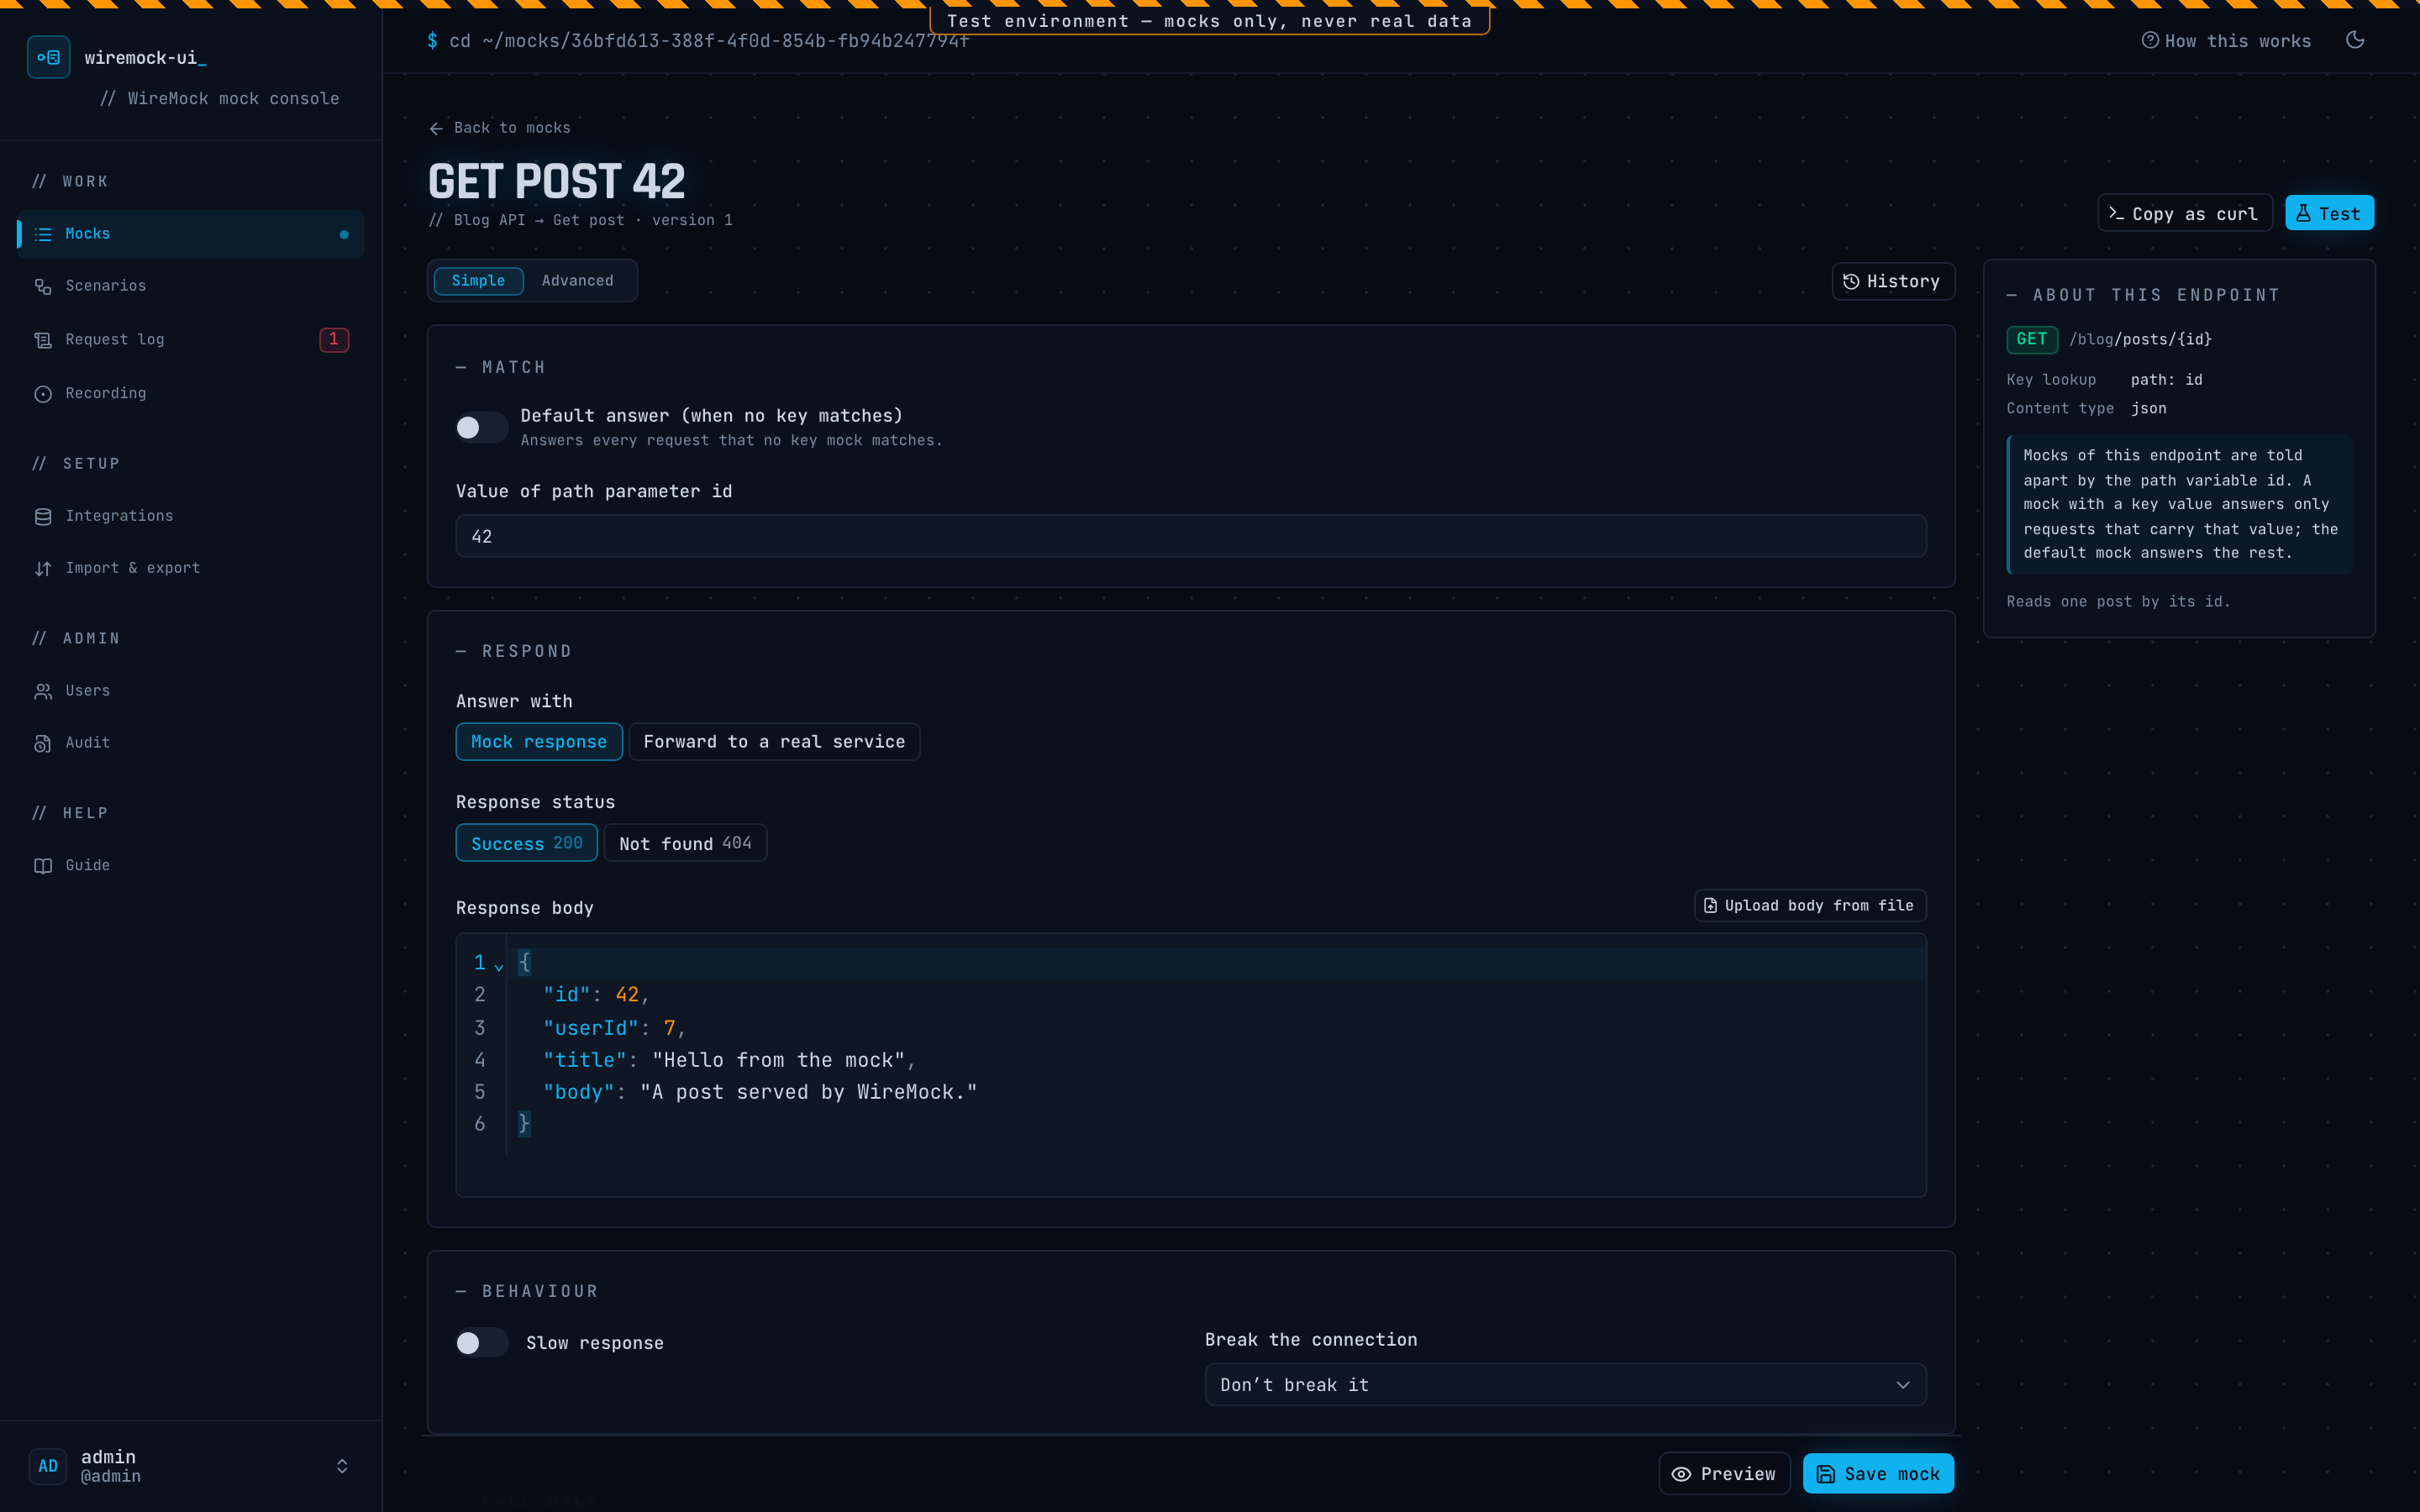 Test environment — mocks only, never real data
wiremock-ui_
// WireMock mock console
// WORK
Mocks
Scenarios
Request log 1
Recording
// SETUP
Integrations
Import & export
// ADMIN
Users
Audit
// HELP
Guide
AD
admin
@admin
$ cd ~/mocks/36bfd613-388f-4f0d-854b-fb94b247794f
How this works
Back to mocks
GET POST 42
// Blog API → Get post · version 1
Copy as curl
Test
Simple
Advanced
History
— MATCH
Default answer (when no key matches)
Answers every request that no key mock matches.
Value of path parameter id
42
— RESPOND
Answer with
Mock response
Forward to a real service
Response status
Success 200
Not found 404
Response body
Upload body from file
1 {
2 "id": 42,
3 "userId": 7,
4 "title": "Hello from the mock",
5 "body": "A post served by WireMock."
6 }
— BEHAVIOUR
Slow response
Break the connection
Don't break it
Preview
Save mock
— ABOUT THIS ENDPOINT
GET /blog/posts/{id}
Key lookup path: id
Content type json
Mocks of this endpoint are told
apart by the path variable id. A
mock with a key value answers only
requests that carry that value; the
default mock answers the rest.
Reads one post by its id.